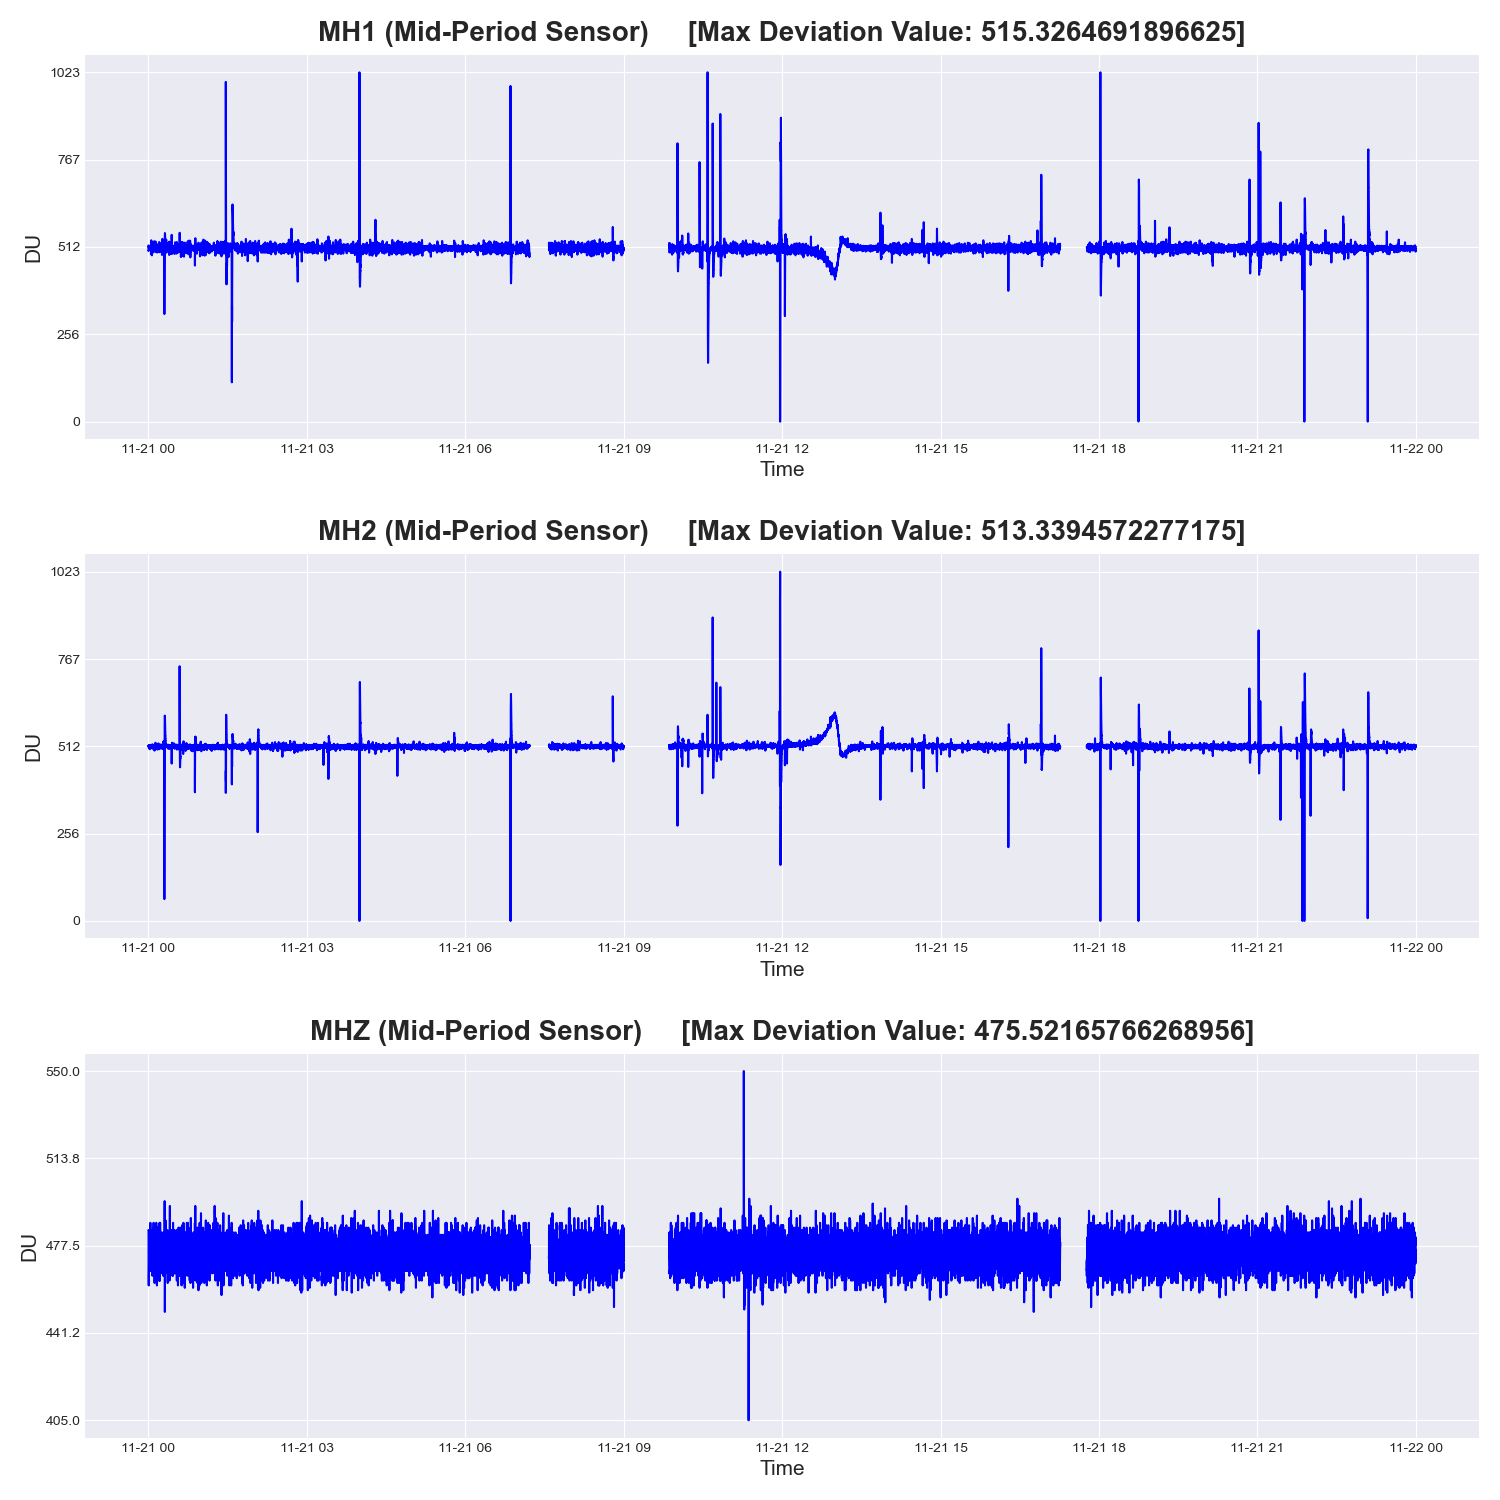 MH1 (Mid-Period Sensor) [Max Deviation Value: 515.3264691896625]
1023
767
512
256
0
DU
11-21 00 11-21 03 11-21 06 11-21 09 11-21 12 11-21 15 11-21 18 11-21 21 11-22 00
Time
MH2 (Mid-Period Sensor) [Max Deviation Value: 513.3394572277175]
1023
767
512
256
0
DU
11-21 00 11-21 03 11-21 06 11-21 09 11-21 12 11-21 15 11-21 18 11-21 21 11-22 00
Time
MHZ (Mid-Period Sensor) [Max Deviation Value: 475.52165766268956]
550.0
513.8
477.5
441.2
405.0
DU
11-21 00 11-21 03 11-21 06 11-21 09 11-21 12 11-21 15 11-21 18 11-21 21 11-22 00
Time